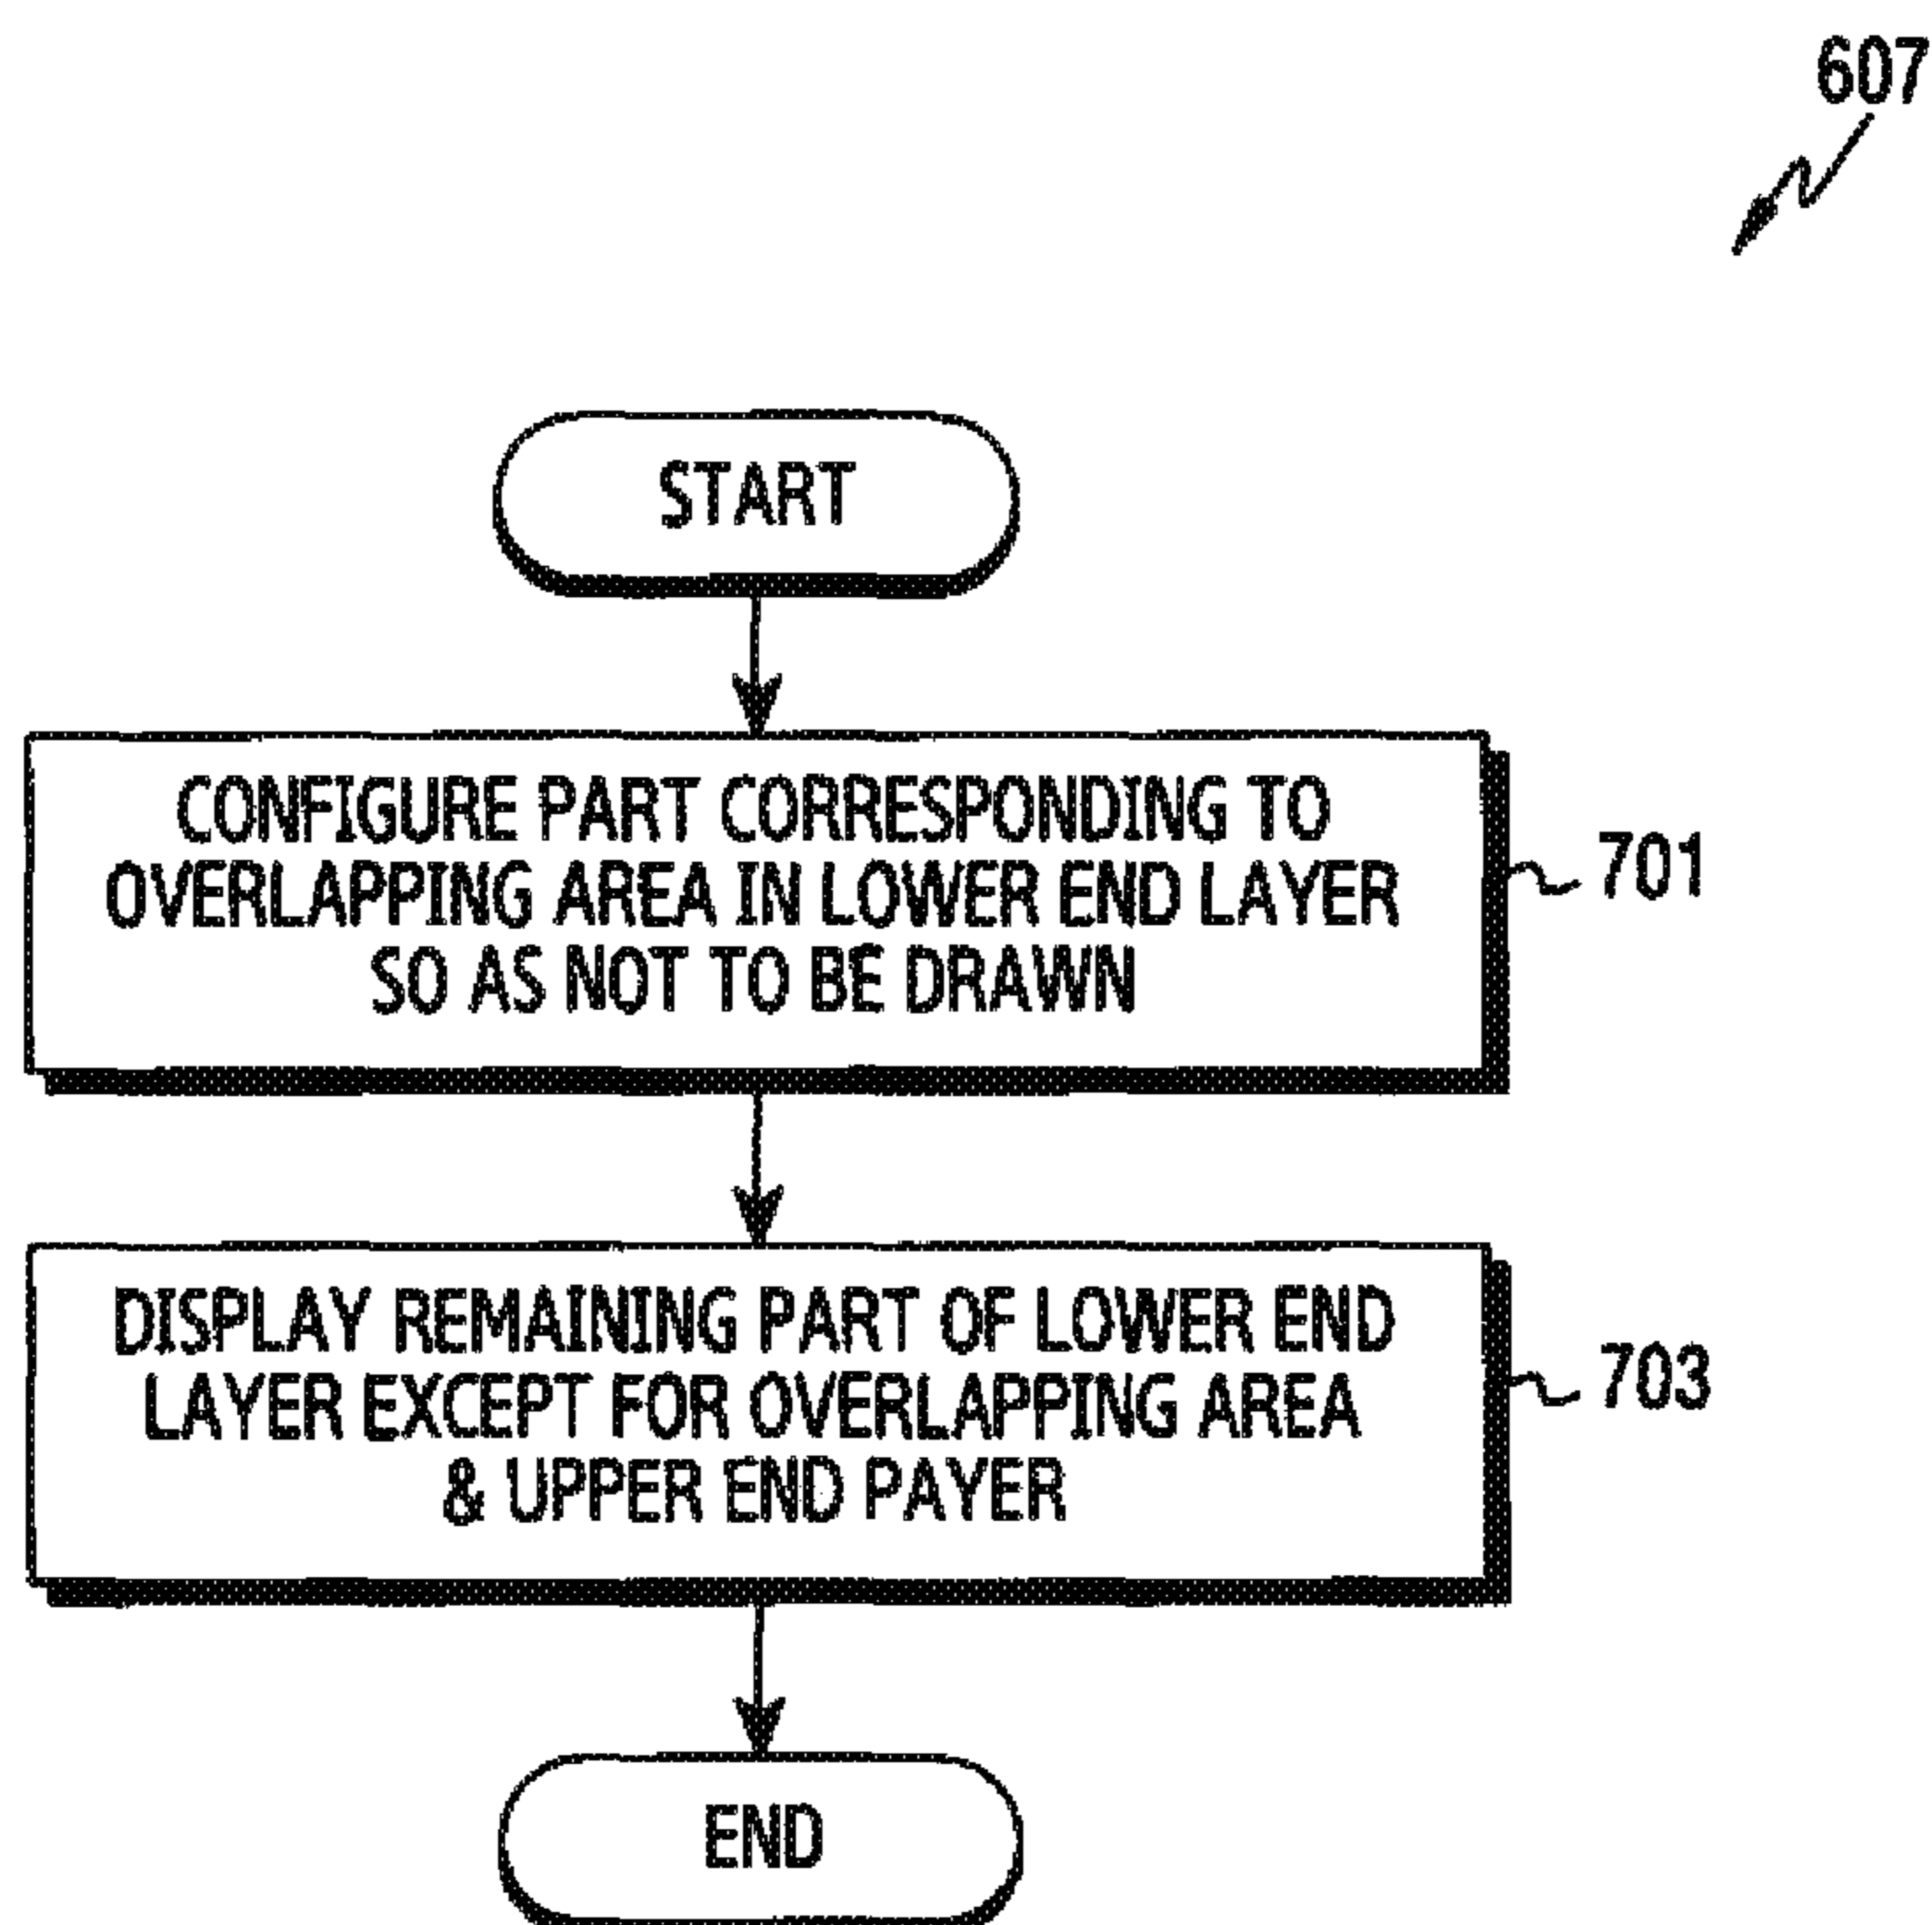 607
START
CONFIGURE PART CORRESPONDING TO
OVERLAPPING AREA IN LOWER END LAYER
SO AS NOT TO BE DRAWN
701
DISPLAY REMAINING PART OF LOWER END
LAYER EXCEPT FOR OVERLAPPING AREA
& UPPER END PAYER
703
END